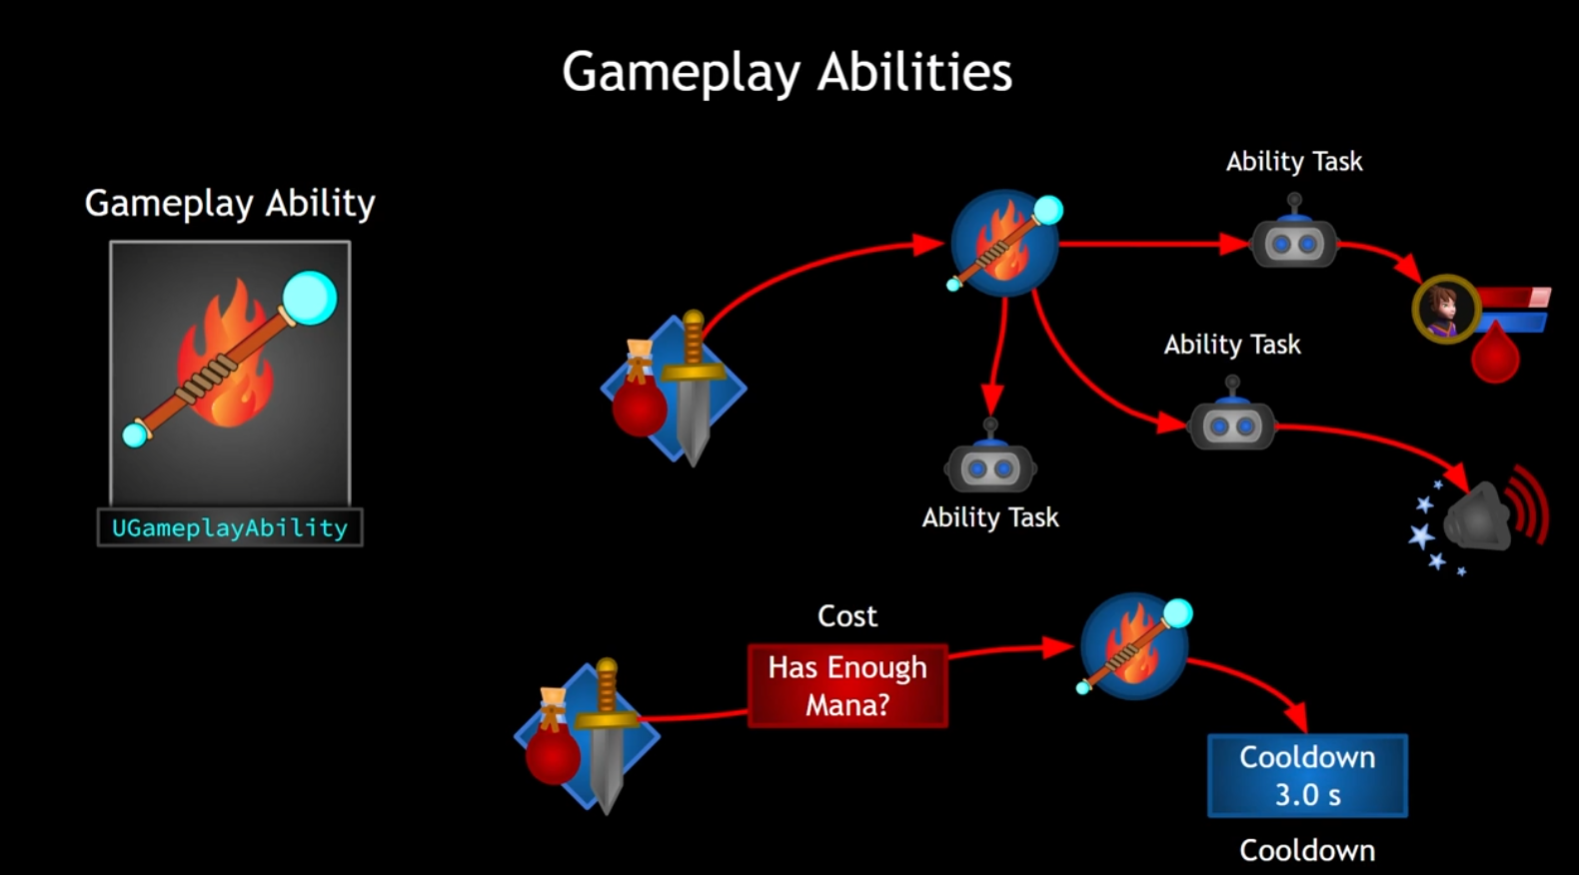 Gameplay Abilities
Gameplay Ability
UGameplayAbility
Ability Task
Ability Task
Ability Task
Cost
Has Enough
Mana?
Cooldown
3.0 s
Cooldown